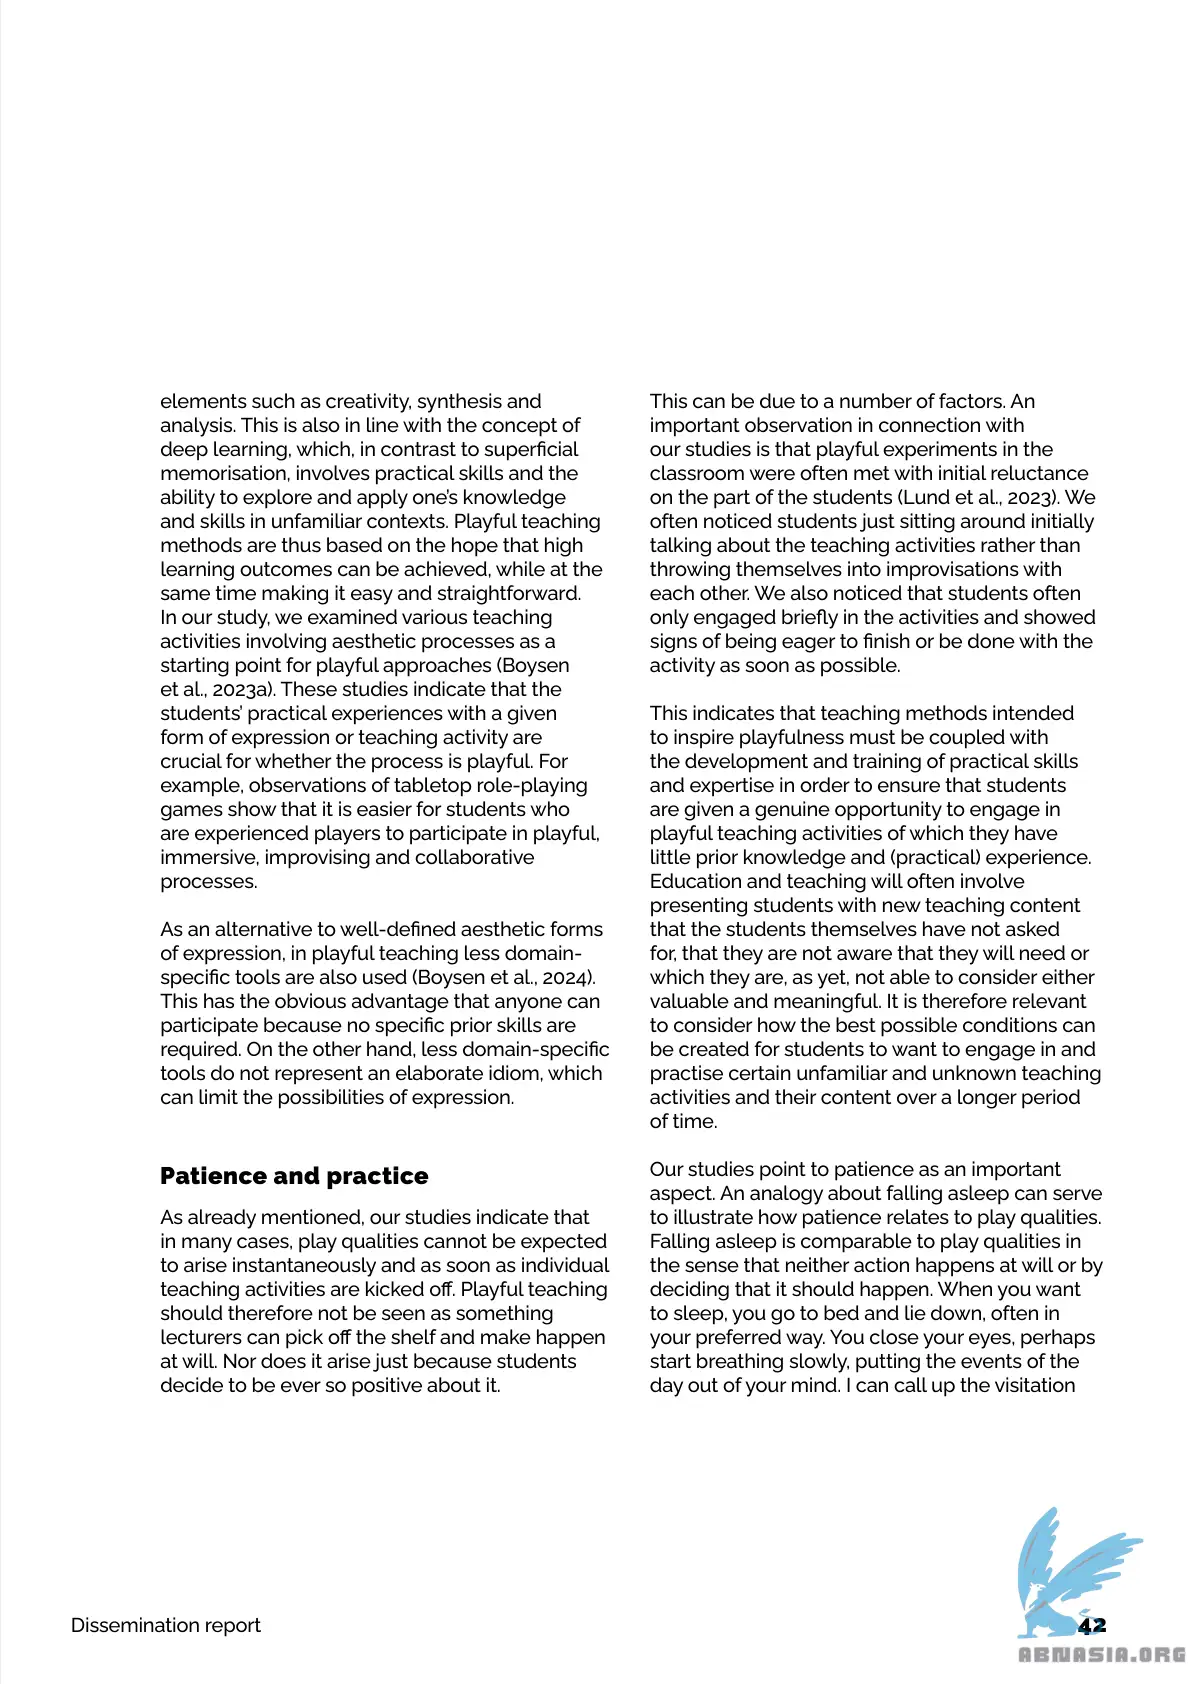 elements such as creativity, synthesis and
analysis. This is also in line with the concept of
deep learning, which, in contrast to superficial
memorisation, involves practical skills and the
ability to explore and apply one's knowledge
and skills in unfamiliar contexts. Playful teaching
methods are thus based on the hope that high
learning outcomes can be achieved, while at the
same time making it easy and straightforward.
In our study, we examined various teaching
activities involving aesthetic processes as a
starting point for playful approaches (Boysen
et al., 2023a). These studies indicate that the
students' practical experiences with a given
form of expression or teaching activity are
crucial for whether the process is playful. For
example, observations of tabletop role-playing
games show that it is easier for students who
are experienced players to participate in playful,
immersive, improvising and collaborative
processes.
As an alternative to well-defined aesthetic forms
of expression, in playful teaching less domain-
specific tools are also used (Boysen et al., 2024).
This has the obvious advantage that anyone can
participate because no specific prior skills are
required. On the other hand, less domain-specific
tools do not represent an elaborate idiom, which
can limit the possibilities of expression.
Patience and practice
As already mentioned, our studies indicate that
in many cases, play qualities cannot be expected
to arise instantaneously and as soon as individual
teaching activities are kicked off. Playful teaching
should therefore not be seen as something
lecturers can pick off the shelf and make happen
at will. Nor does it arise just because students
decide to be ever so positive about it.
This can be due to a number of factors. An
important observation in connection with
our studies is that playful experiments in the
classroom were often met with initial reluctance
on the part of the students (Lund et al., 2023). We
often noticed students just sitting around initially
talking about the teaching activities rather than
throwing themselves into improvisations with
each other. We also noticed that students often
only engaged briefly in the activities and showed
signs of being eager to finish or be done with the
activity as soon as possible.
This indicates that teaching methods intended
to inspire playfulness must be coupled with
the development and training of practical skills
and expertise in order to ensure that students
are given a genuine opportunity to engage in
playful teaching activities of which they have
little prior knowledge and (practical) experience.
Education and teaching will often involve
presenting students with new teaching content
that the students themselves have not asked
for, that they are not aware that they will need or
which they are, as yet, not able to consider either
valuable and meaningful. It is therefore relevant
to consider how the best possible conditions can
be created for students to want to engage in and
practise certain unfamiliar and unknown teaching
activities and their content over a longer period
of time.
Our studies point to patience as an important
aspect. An analogy about falling asleep can serve
to illustrate how patience relates to play qualities.
Falling asleep is comparable to play qualities in
the sense that neither action happens at will or by
deciding that it should happen. When you want
to sleep, you go to bed and lie down, often in
your preferred way. You close your eyes, perhaps
start breathing slowly, putting the events of the
day out of your mind. I can call up the visitation
Dissemination report
42
ABNASIA.ORG